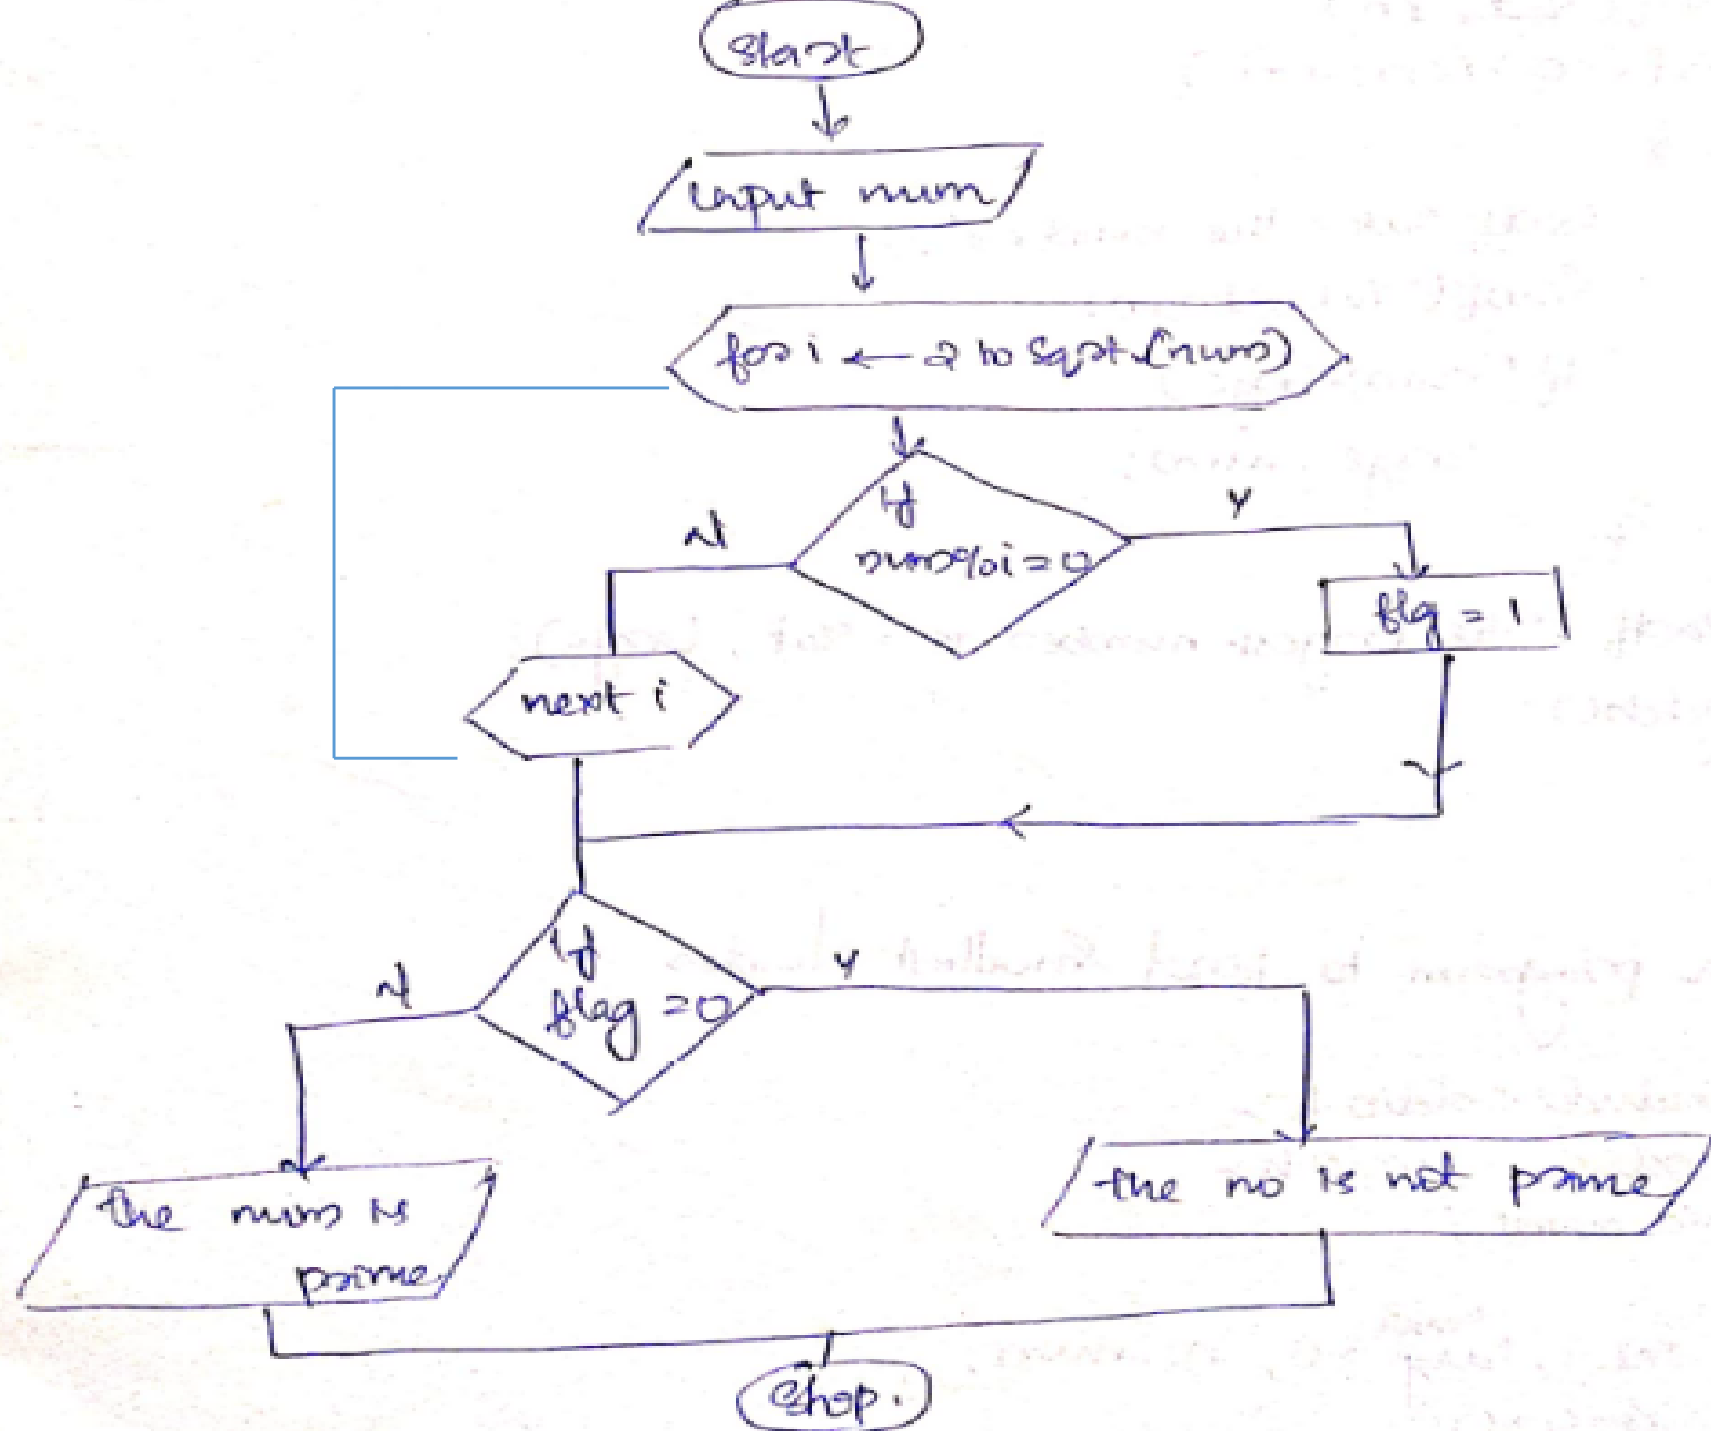 Start
input num
for i ← 2 to Sqrt (num)
If
num%i=0
N
Y
flg = 1
next i
If
flag =0
N
Y
the num is
prime
the no is not prime
Stop.